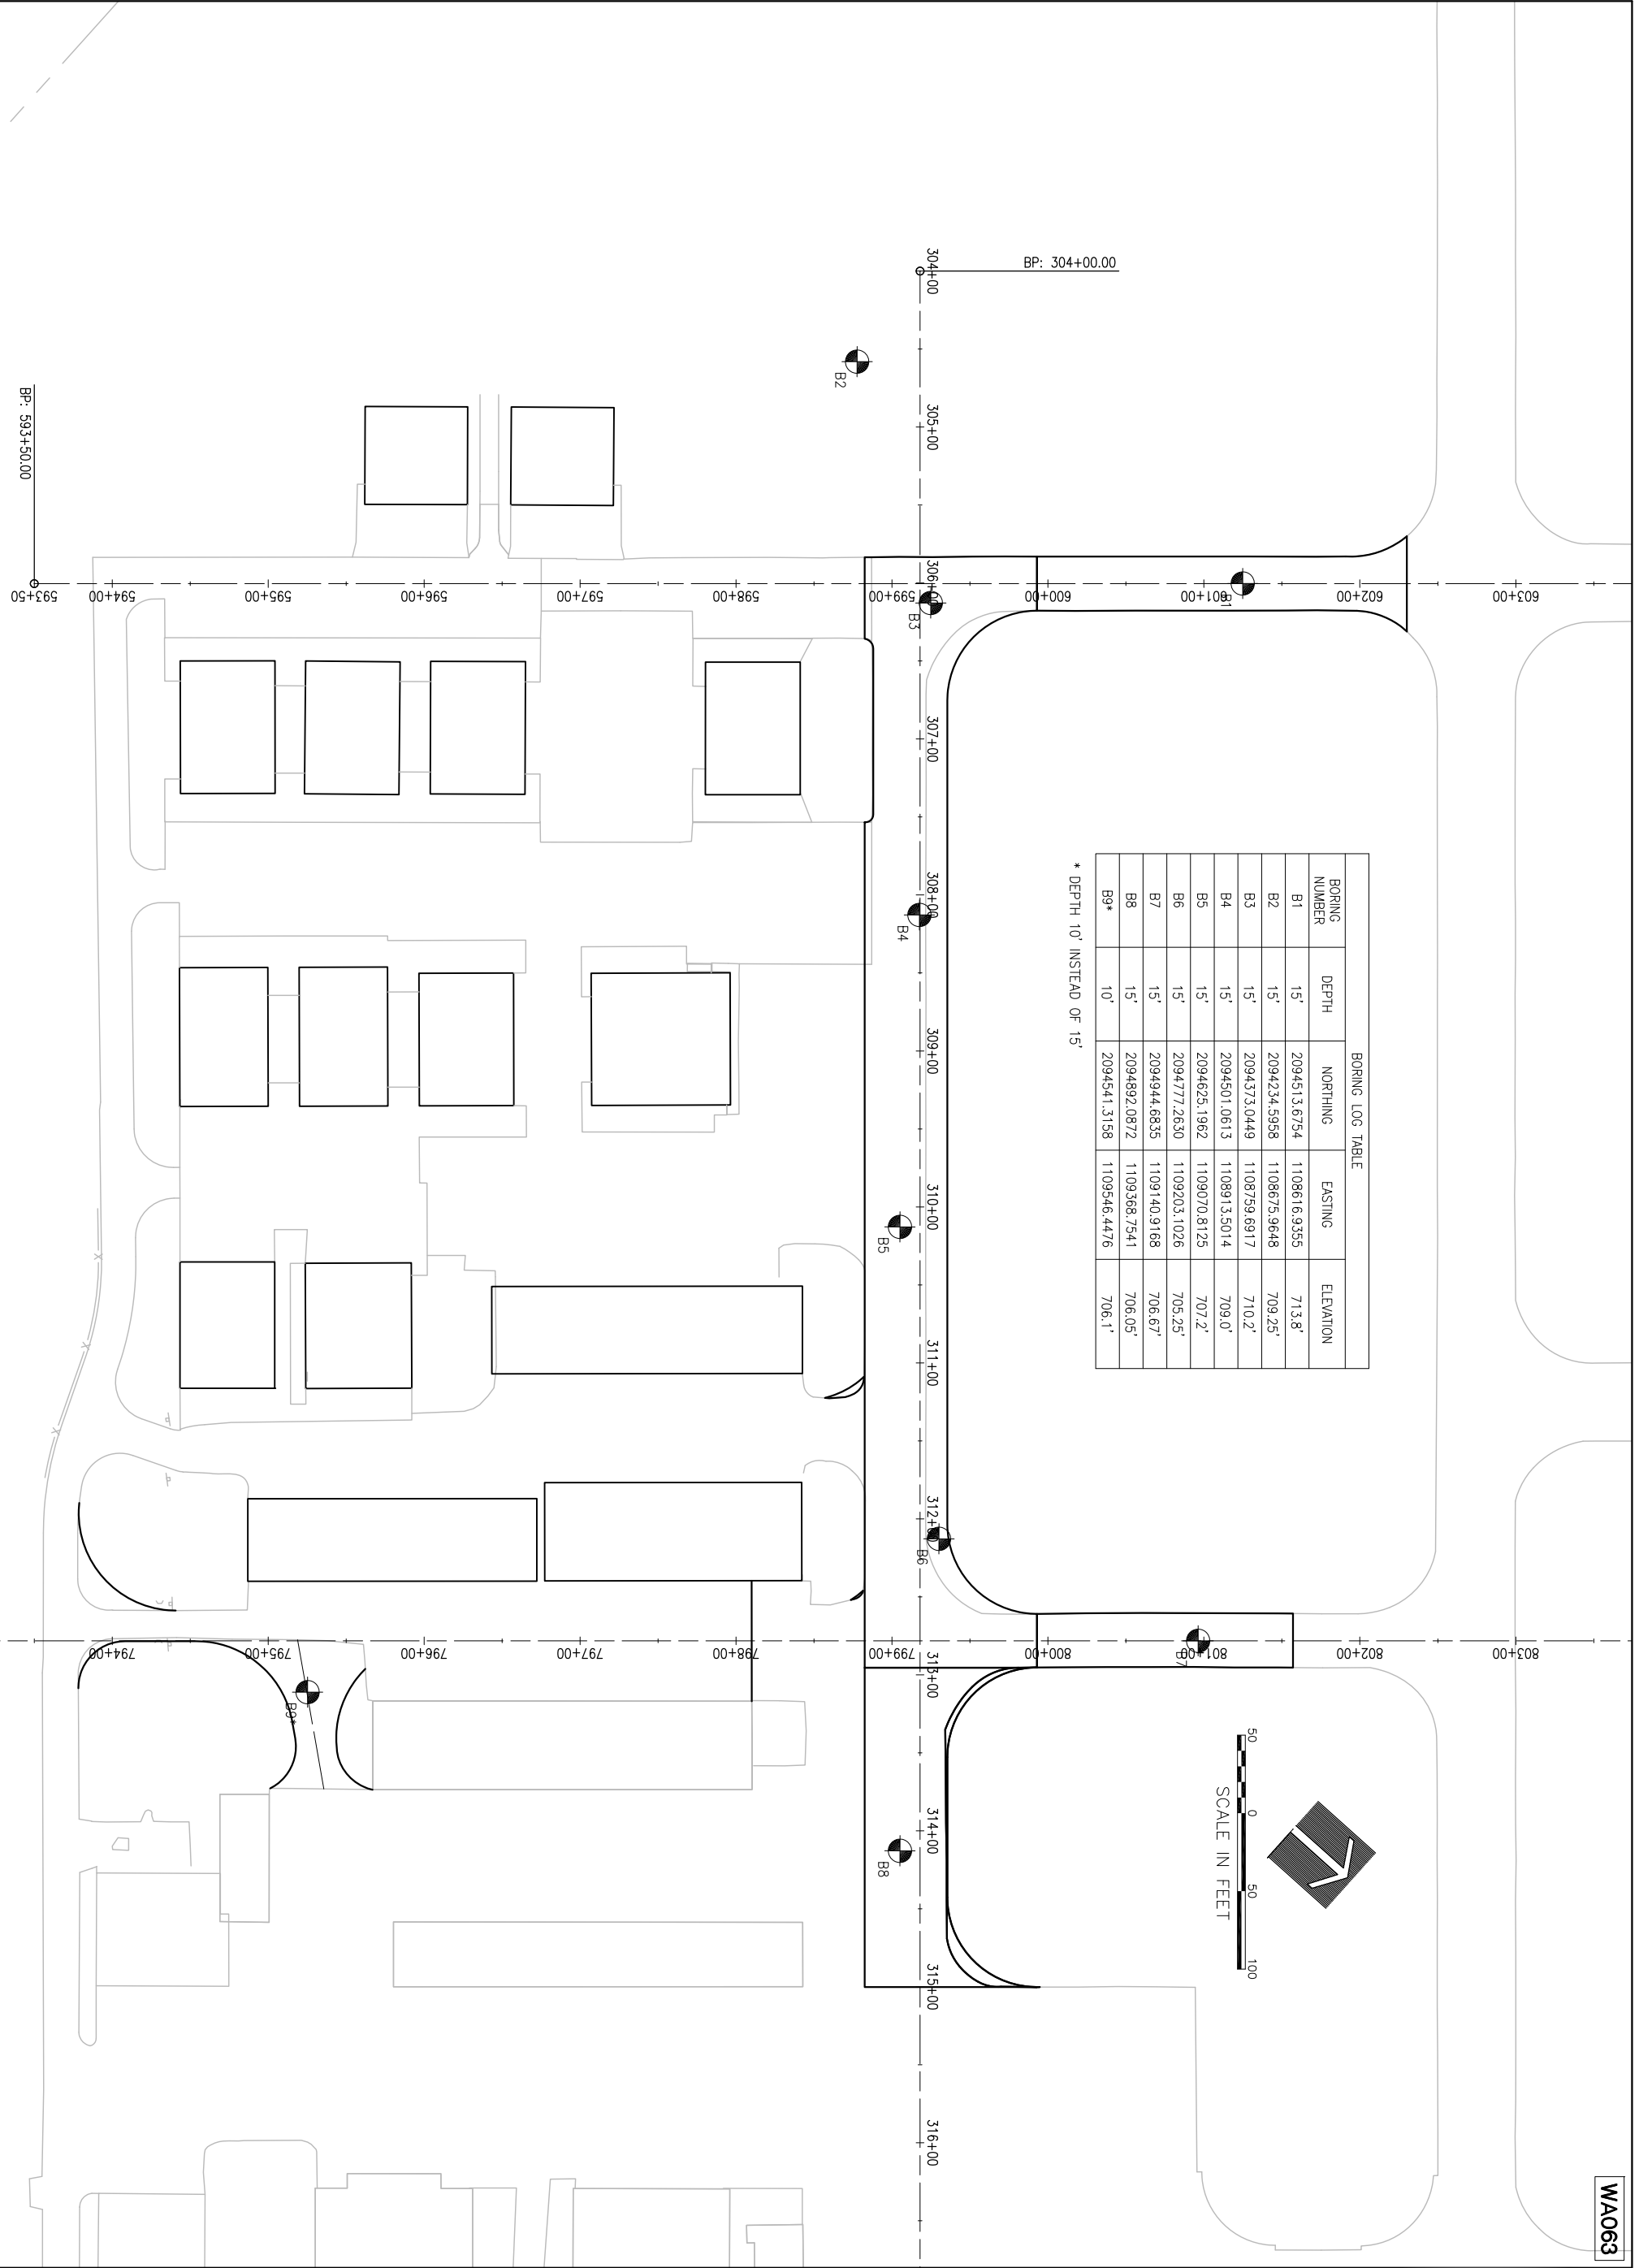 WA063
BP: 304+00.00
304+00
305+00
306+00
307+00
308+00
309+00
310+00
311+00
312+00
313+00
314+00
315+00
316+00
BP: 593+50.00
593+50
594+00
595+00
596+00
597+00
598+00
599+00
600+00
601+00
602+00
603+00
794+00
795+00
796+00
797+00
798+00
799+00
800+00
801+00
802+00
803+00
B1
B2
B3
B4
B5
B6
B7
B8
B9*
BORING LOG TABLE
BORING NUMBER DEPTH NORTHING EASTING ELEVATION
B1 15' 2094513.6754 1108616.9355 713.8'
B2 15' 2094234.5958 1108675.9648 709.25'
B3 15' 2094373.0449 1108759.6917 710.2'
B4 15' 2094501.0613 1108913.5014 709.0'
B5 15' 2094625.1962 1109070.8125 707.2'
B6 15' 2094777.2630 1109203.1026 705.25'
B7 15' 2094944.6835 1109140.9168 706.67'
B8 15' 2094892.0872 1109368.7541 706.05'
B9* 10' 2094541.3158 1109546.4476 706.1'
* DEPTH 10' INSTEAD OF 15'
50 0 50 100
SCALE IN FEET